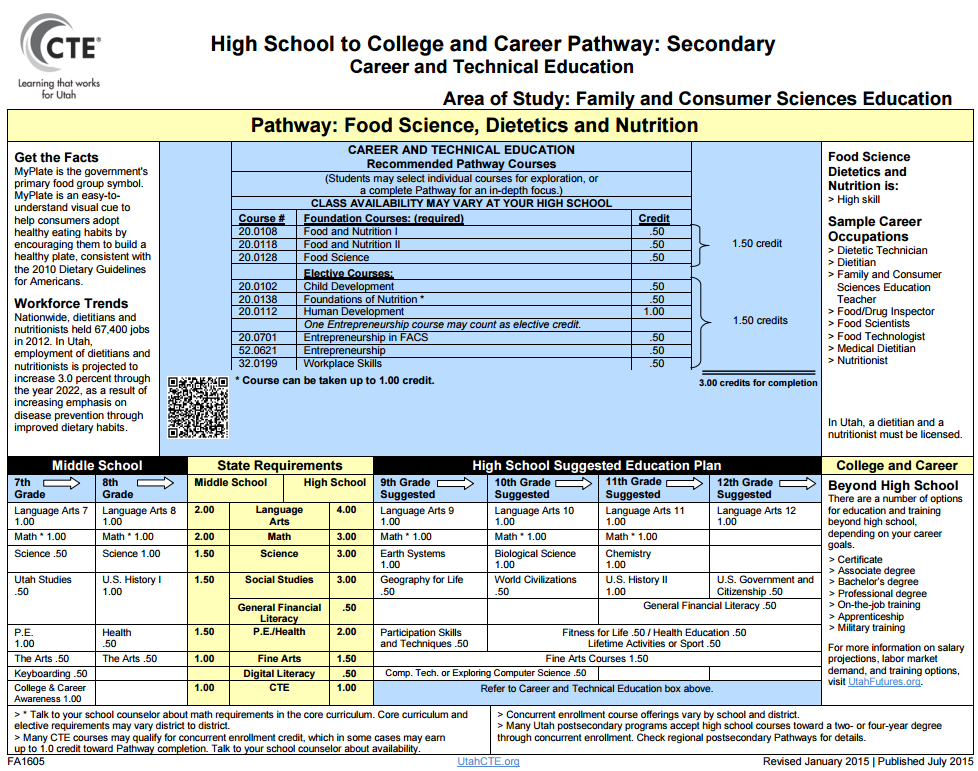 CTE®
Learning that works
for Utah
High School to College and Career Pathway: Secondary
Career and Technical Education
Area of Study: Family and Consumer Sciences Education
Pathway: Food Science, Dietetics and Nutrition
Get the Facts
MyPlate is the government's
primary food group symbol.
MyPlate is an easy-to-
understand visual cue to
help consumers adopt
healthy eating habits by
encouraging them to build a
healthy plate, consistent with
the 2010 Dietary Guidelines
for Americans.
Workforce Trends
Nationwide, dietitians and
nutritionists held 67,400 jobs
in 2012. In Utah,
employment of dietitians and
nutritionists is projected to
increase 3.0 percent through
the year 2022, as a result of
increasing emphasis on
disease prevention through
improved dietary habits.
CAREER AND TECHNICAL EDUCATION
Recommended Pathway Courses
(Students may select individual courses for exploration, or
a complete Pathway for an in-depth focus.)
CLASS AVAILABILITY MAY VARY AT YOUR HIGH SCHOOL
Course # Foundation Courses: (required) Credit
20.0108 Food and Nutrition I .50
20.0118 Food and Nutrition II .50
20.0128 Food Science .50
1.50 credit
Elective Courses:
20.0102 Child Development .50
20.0138 Foundations of Nutrition * .50
20.0112 Human Development 1.00
One Entrepreneurship course may count as elective credit.
20.0701 Entrepreneurship in FACS .50
52.0621 Entrepreneurship .50
32.0199 Workplace Skills .50
1.50 credits
* Course can be taken up to 1.00 credit.
3.00 credits for completion
Food Science
Dietetics and
Nutrition is:
> High skill
Sample Career
Occupations
> Dietetic Technician
> Dietitian
> Family and Consumer
Sciences Education
Teacher
> Food/Drug Inspector
> Food Scientists
> Food Technologist
> Medical Dietitian
> Nutritionist
In Utah, a dietitian and a
nutritionist must be licensed.
Middle School State Requirements High School Suggested Education Plan
7th Grade 8th Grade Middle School High School 9th Grade Suggested 10th Grade Suggested 11th Grade Suggested 12th Grade Suggested
Language Arts 7 1.00 Language Arts 8 1.00 2.00 Language Arts 4.00 Language Arts 9 1.00 Language Arts 10 1.00 Language Arts 11 1.00 Language Arts 12 1.00
Math * 1.00 Math * 1.00 2.00 Math 3.00 Math * 1.00 Math * 1.00 Math * 1.00
Science .50 Science 1.00 1.50 Science 3.00 Earth Systems 1.00 Biological Science 1.00 Chemistry 1.00
Utah Studies .50 U.S. History I 1.00 1.50 Social Studies 3.00 Geography for Life .50 World Civilizations .50 U.S. History II 1.00 U.S. Government and Citizenship .50
General Financial Literacy .50 General Financial Literacy .50
P.E. 1.00 Health .50 1.50 P.E./Health 2.00 Participation Skills and Techniques .50 Fitness for Life .50 / Health Education .50
Lifetime Activities or Sport .50
The Arts .50 The Arts .50 1.00 Fine Arts 1.50 Fine Arts Courses 1.50
Keyboarding .50 Digital Literacy .50 Comp. Tech. or Exploring Computer Science .50
College & Career Awareness 1.00 1.00 CTE 1.00 Refer to Career and Technical Education box above.
College and Career
Beyond High School
There are a number of options
for education and training
beyond high school,
depending on your career
goals.
> Certificate
> Associate degree
> Bachelor's degree
> Professional degree
> On-the-job training
> Apprenticeship
> Military training
For more information on salary
projections, labor market
demand, and training options,
visit UtahFutures.org.
> * Talk to your school counselor about math requirements in the core curriculum. Core curriculum and
elective requirements may vary district to district.
> Many CTE courses may qualify for concurrent enrollment credit, which in some cases may earn
up to 1.0 credit toward Pathway completion. Talk to your school counselor about availability.
> Concurrent enrollment course offerings vary by school and district.
> Many Utah postsecondary programs accept high school courses toward a two- or four-year degree
through concurrent enrollment. Check regional postsecondary Pathways for details.
FA1605 UtahCTE.org Revised January 2015 | Published July 2015